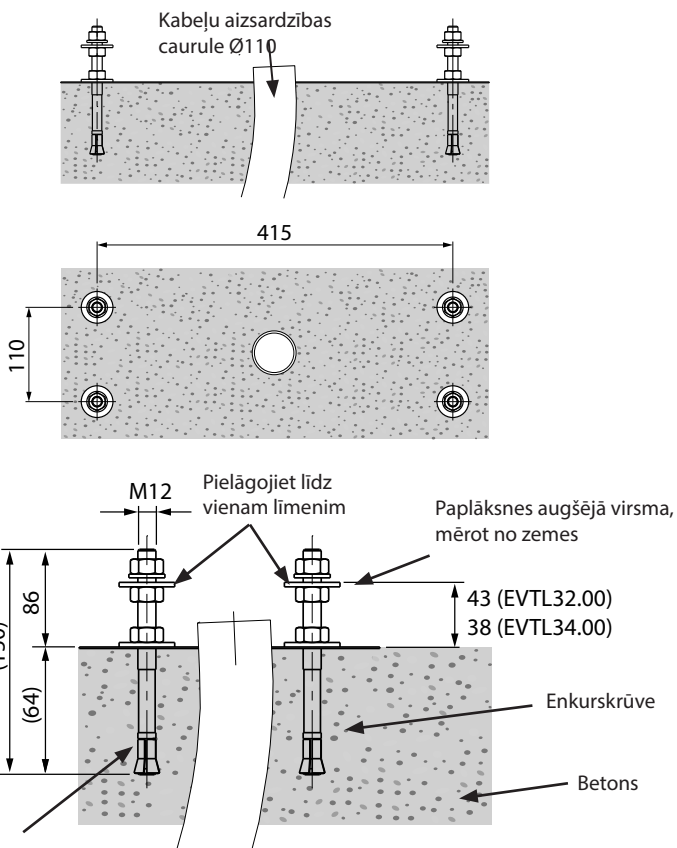 Kabeļu aizsardzības
caurule Ø110
415
110
M12
Pielāgojiet līdz
vienam līmenim
Paplāksnes augšējā virsma,
mērot no zemes
86
43 (EVTL32.00)
38 (EVTL34.00)
(64)
Enkurskrūve
Betons